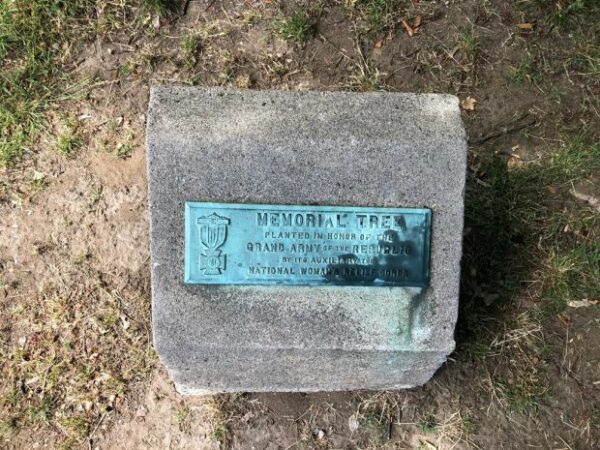 MEMORIAL TREE
PLANTED IN HONOR OF THE
GRAND ARMY OF THE REPUBLIC
BY ITS AUXILIARY THE
NATIONAL WOMAN'S RELIEF CORPS